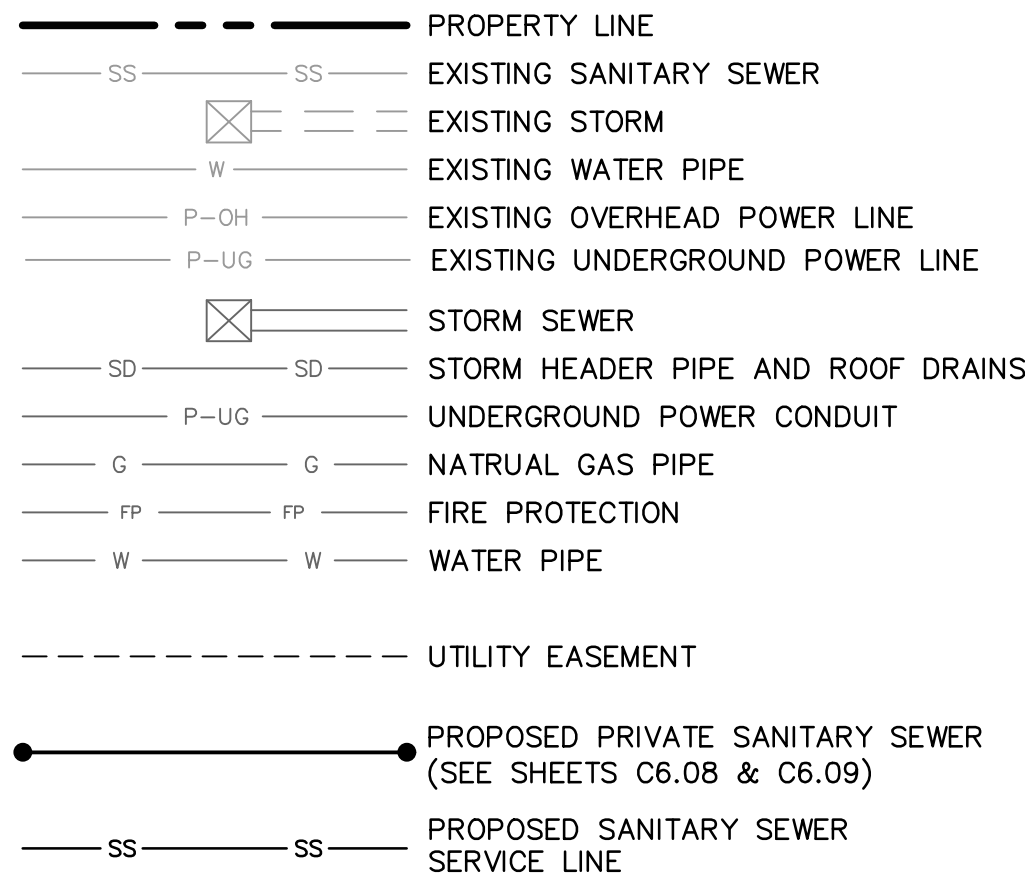 PROPERTY LINE
SS SS EXISTING SANITARY SEWER
EXISTING STORM
W EXISTING WATER PIPE
P-OH EXISTING OVERHEAD POWER LINE
P-UG EXISTING UNDERGROUND POWER LINE
STORM SEWER
SD SD STORM HEADER PIPE AND ROOF DRAINS
P-UG UNDERGROUND POWER CONDUIT
G G NATRUAL GAS PIPE
FP FP FIRE PROTECTION
W W WATER PIPE
UTILITY EASEMENT
PROPOSED PRIVATE SANITARY SEWER
(SEE SHEETS C6.08 & C6.09)
SS SS PROPOSED SANITARY SEWER
SERVICE LINE